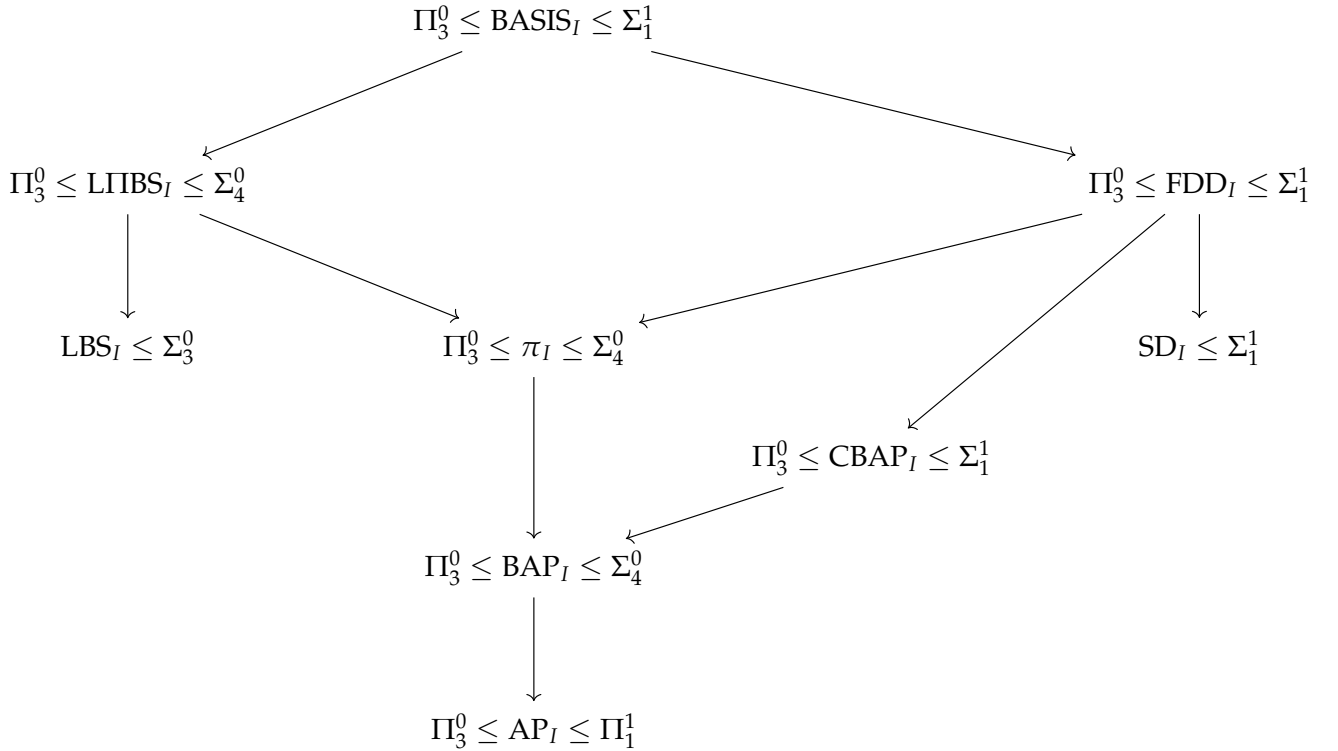 Π⁰₃ ≤ BASIS_I ≤ Σ¹₁
Π⁰₃ ≤ LΠBS_I ≤ Σ⁰₄ Π⁰₃ ≤ FDD_I ≤ Σ¹₁
LBS_I ≤ Σ⁰₃ Π⁰₃ ≤ π_I ≤ Σ⁰₄ SD_I ≤ Σ¹₁
Π⁰₃ ≤ CBAP_I ≤ Σ¹₁
Π⁰₃ ≤ BAP_I ≤ Σ⁰₄
Π⁰₃ ≤ AP_I ≤ Π¹₁